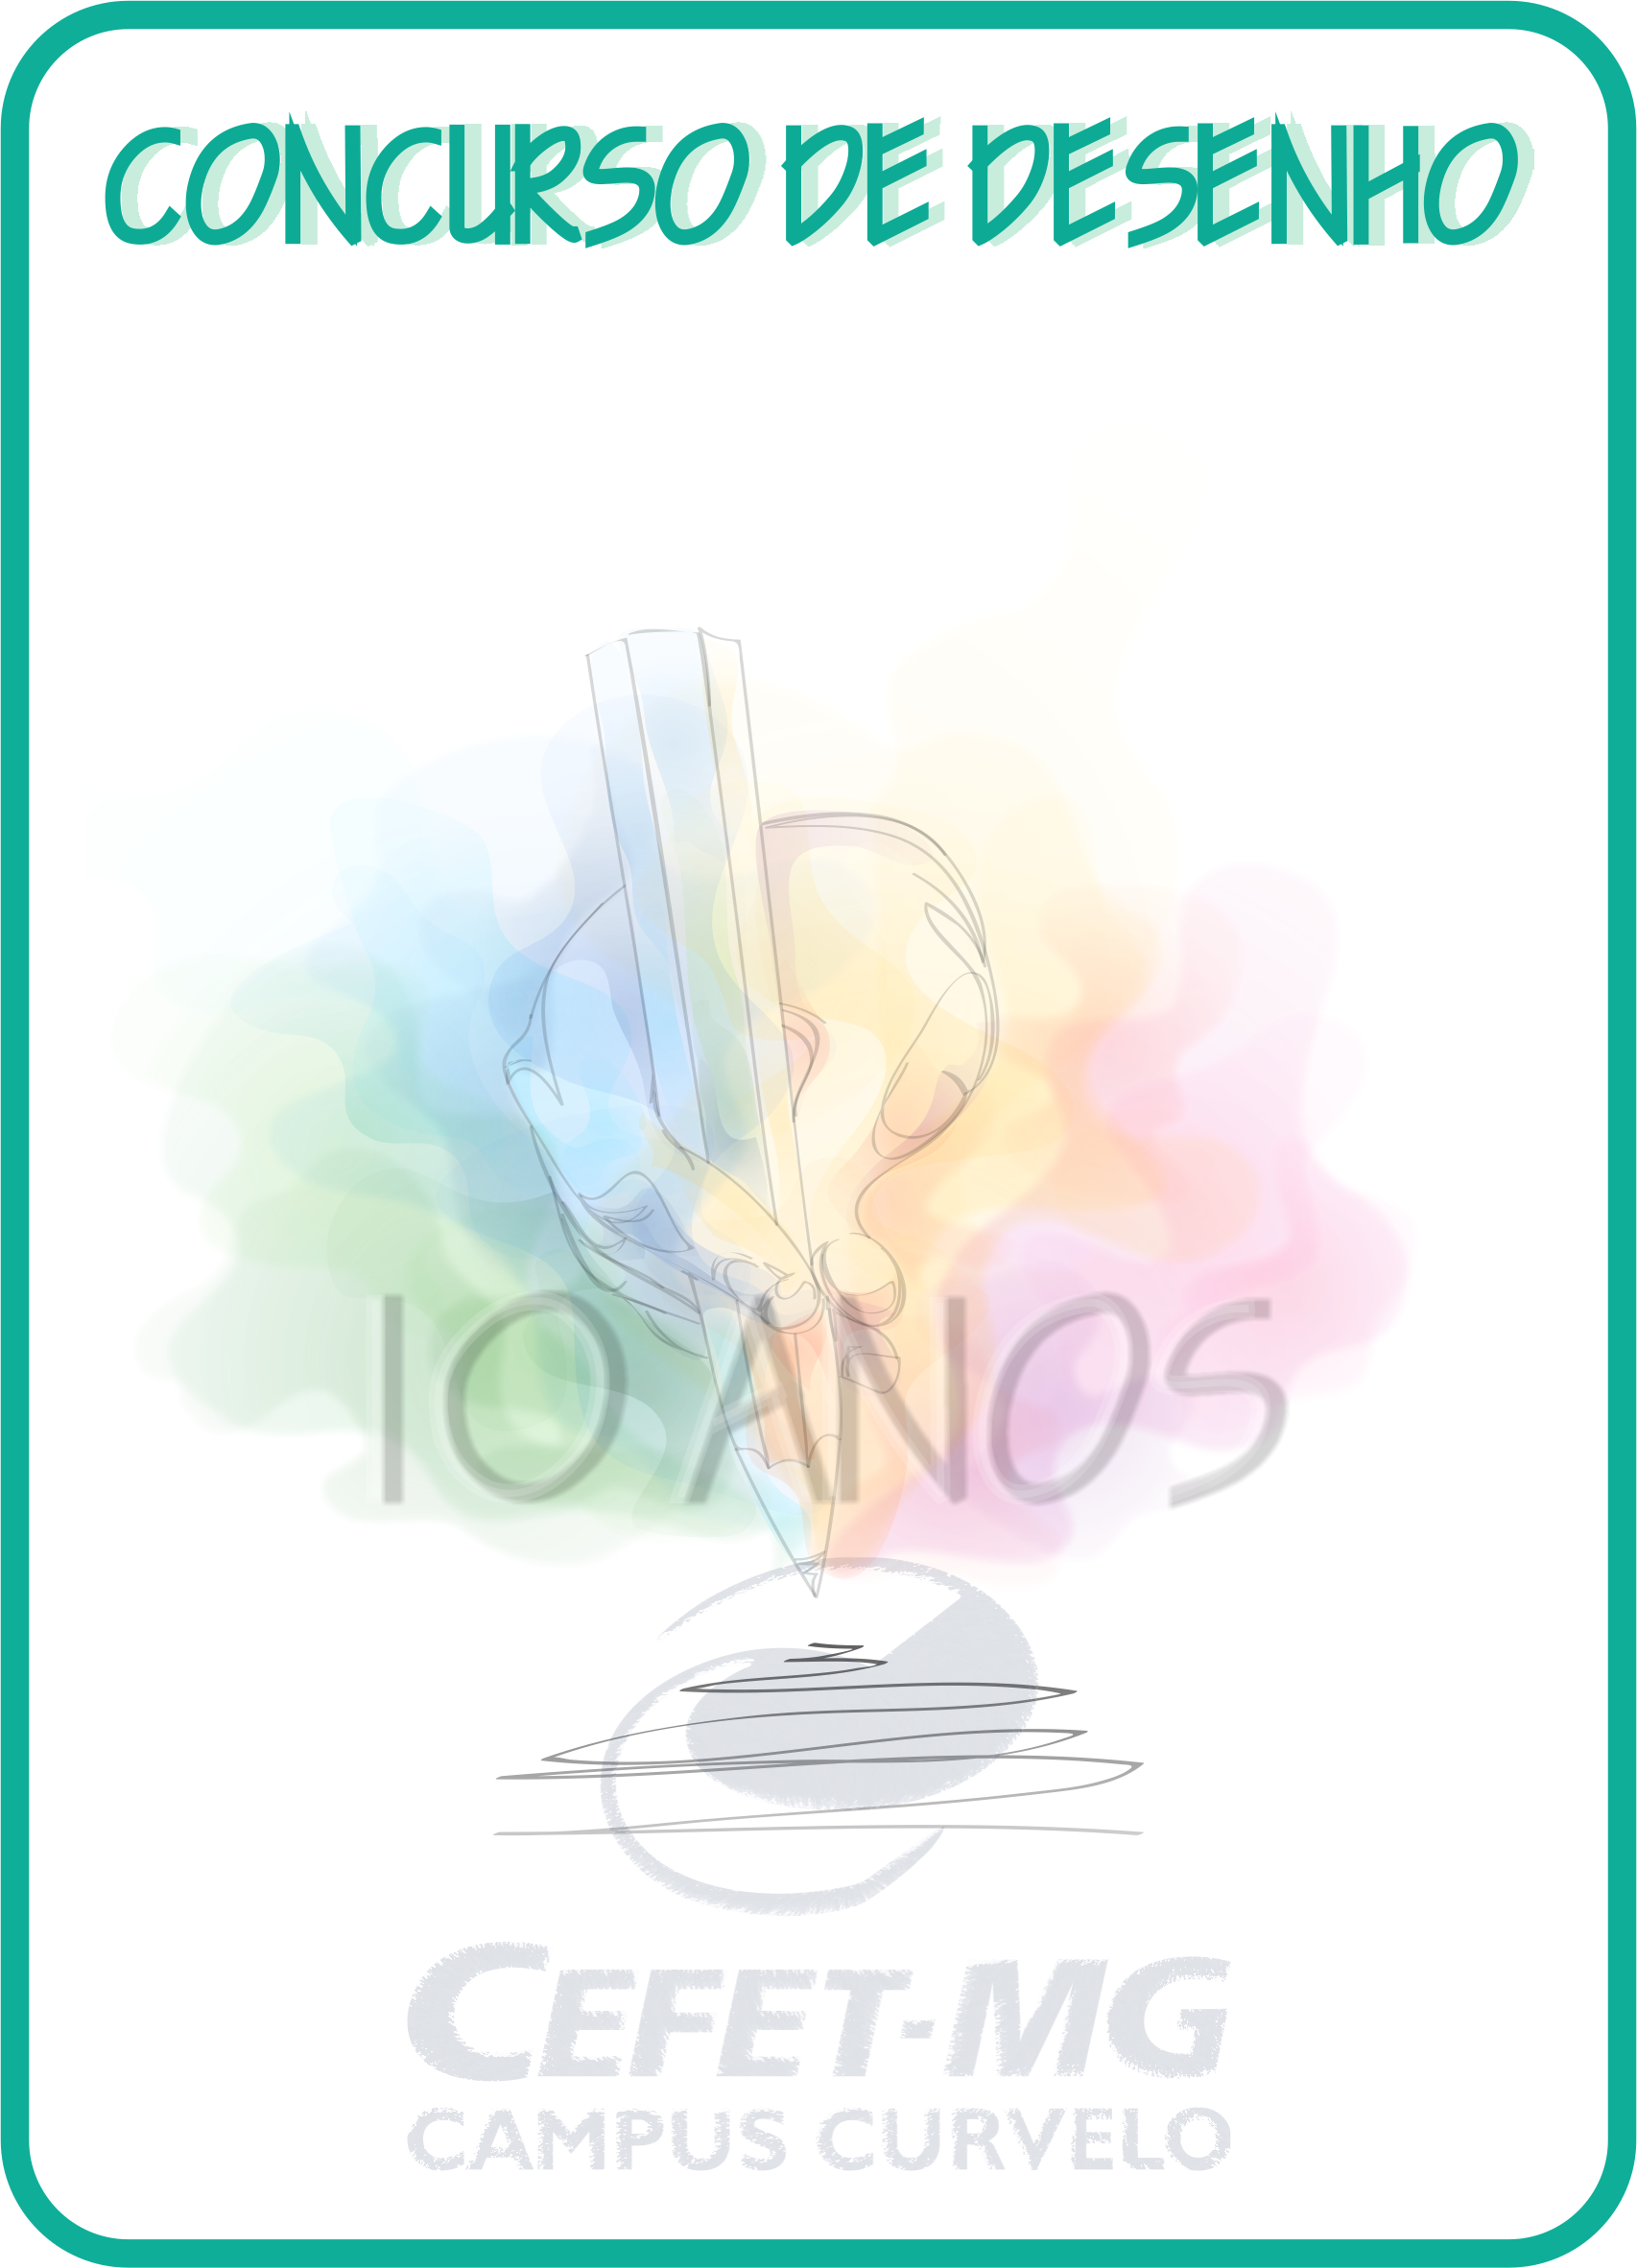 CONCURSO DE DESENHO
10 ANOS
CEFET-MG
CAMPUS CURVELO